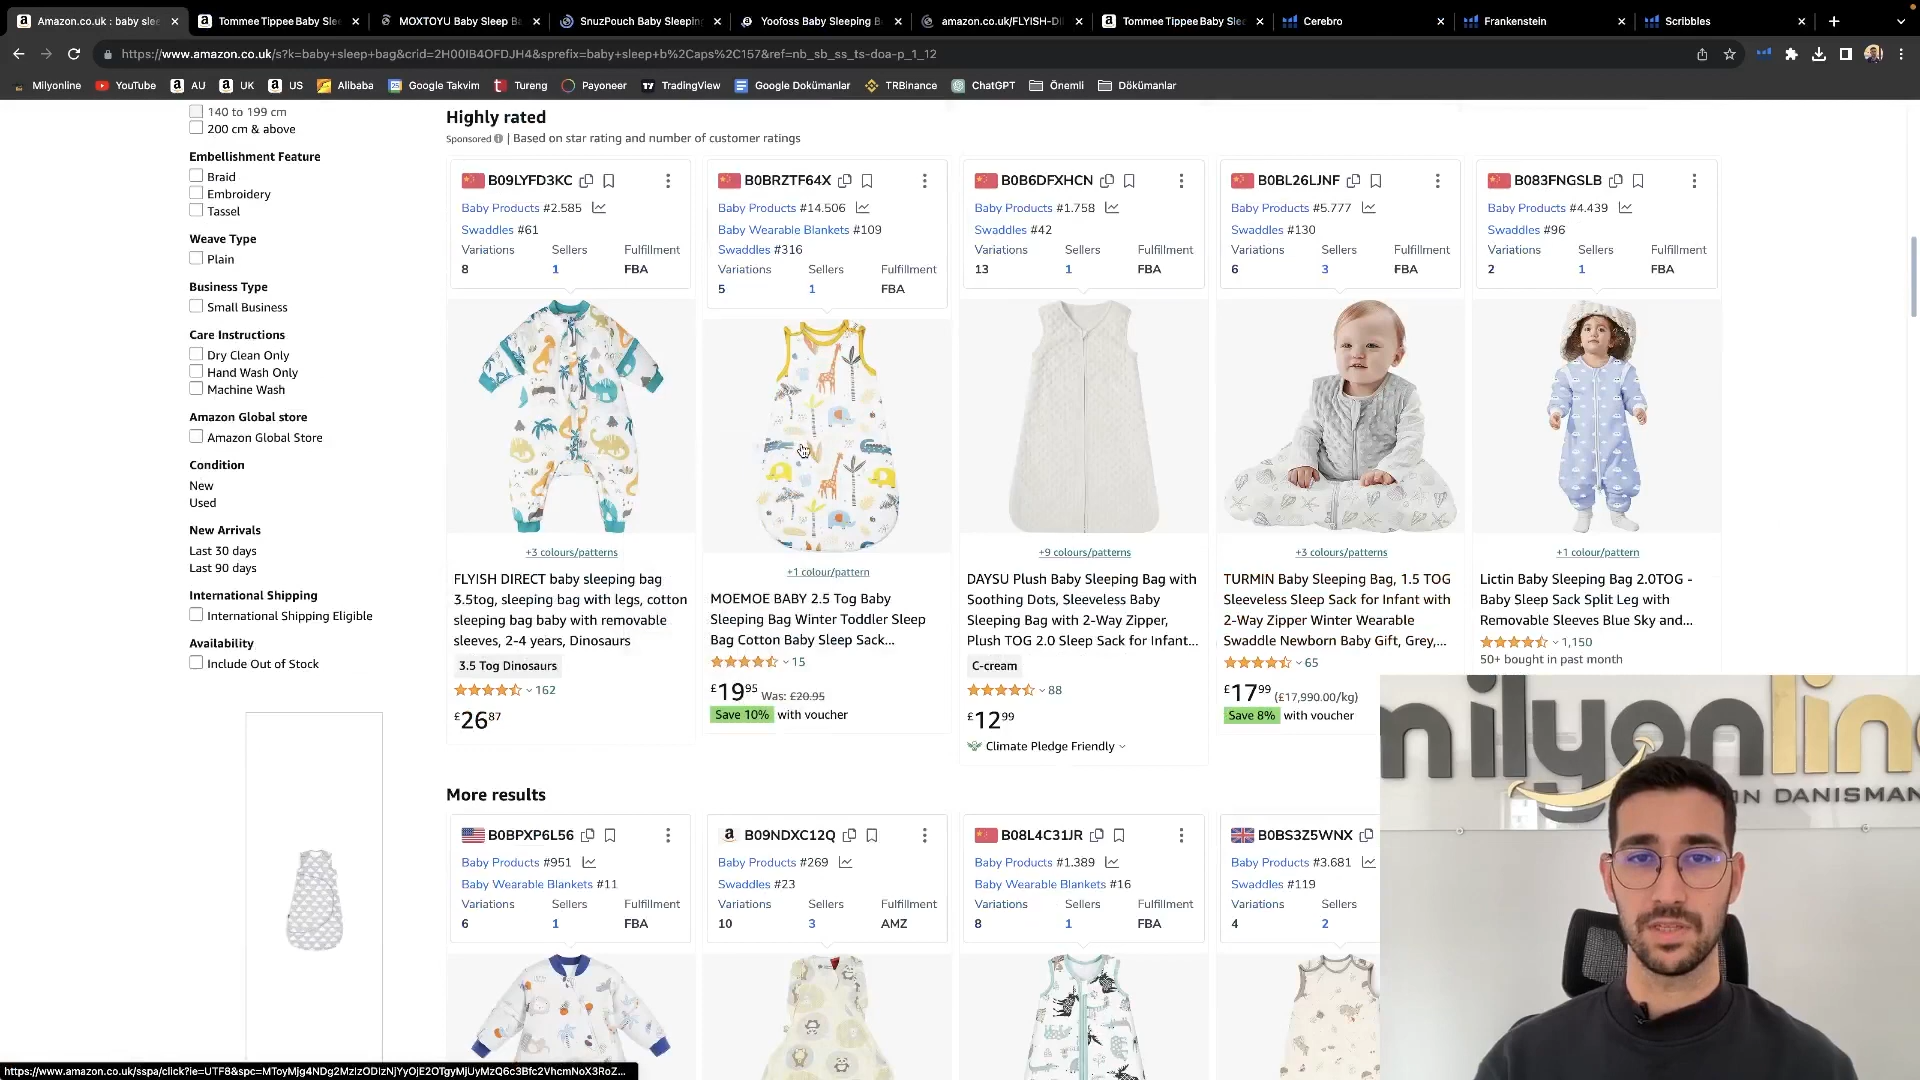 Amazon.co.uk : baby slee
Tommee Tippee Baby Sle
MOXTOYU Baby Sleep Ba
SnuzPouch Baby Sleeping
Yoofoss Baby Sleeping B
amazon.co.uk/FLYISH-DI
Tommee Tippee Baby Sle
Cerebro
Frankenstein
Scribbles
https://www.amazon.co.uk/s?k=baby+sleep+bag&crid=2H00IB4OFDJH4&sprefix=baby+sleep+b%2Caps%2C157&ref=nb_sb_ss_ts-doa-p_1_12
Milyonline YouTube AU UK US Alibaba Google Takvim Tureng Payoneer TradingView Google Dokümanlar TRBinance ChatGPT Önemli Dökümanlar
140 to 199 cm
200 cm & above
Embellishment Feature
Braid
Embroidery
Tassel
Weave Type
Plain
Business Type
Small Business
Care Instructions
Dry Clean Only
Hand Wash Only
Machine Wash
Amazon Global store
Amazon Global Store
Condition
New
Used
New Arrivals
Last 30 days
Last 90 days
International Shipping
International Shipping Eligible
Availability
Include Out of Stock
Highly rated
Sponsored | Based on star rating and number of customer ratings
B09LYFD3KC
Baby Products #2.585
Swaddles #61
Variations Sellers Fulfillment
8 1 FBA
+3 colours/patterns
FLYISH DIRECT baby sleeping bag
3.5tog, sleeping bag with legs, cotton
sleeping bag baby with removable
sleeves, 2-4 years, Dinosaurs
3.5 Tog Dinosaurs
162
£26⁸⁷
B0BRZTF64X
Baby Products #14.506
Baby Wearable Blankets #109
Swaddles #316
Variations Sellers Fulfillment
5 1 FBA
+1 colour/pattern
MOEMOE BABY 2.5 Tog Baby
Sleeping Bag Winter Toddler Sleep
Bag Cotton Baby Sleep Sack...
15
£19⁹⁵ Was: £20.95
Save 10% with voucher
B0B6DFXHCN
Baby Products #1.758
Swaddles #42
Variations Sellers Fulfillment
13 1 FBA
+9 colours/patterns
DAYSU Plush Baby Sleeping Bag with
Soothing Dots, Sleeveless Baby
Sleeping Bag with 2-Way Zipper,
Plush TOG 2.0 Sleep Sack for Infant...
C-cream
88
£12⁹⁹
Climate Pledge Friendly
B0BL26LJNF
Baby Products #5.777
Swaddles #130
Variations Sellers Fulfillment
6 3 FBA
+3 colours/patterns
TURMIN Baby Sleeping Bag, 1.5 TOG
Sleeveless Sleep Sack for Infant with
2-Way Zipper Winter Wearable
Swaddle Newborn Baby Gift, Grey,...
65
£17⁹⁹ (£17,990.00/kg)
Save 8% with voucher
B083FNGSLB
Baby Products #4.439
Swaddles #96
Variations Sellers Fulfillment
2 1 FBA
+1 colour/pattern
Lictin Baby Sleeping Bag 2.0TOG -
Baby Sleep Sack Split Leg with
Removable Sleeves Blue Sky and...
1,150
50+ bought in past month
More results
B0BPXP6L56
Baby Products #951
Baby Wearable Blankets #11
Variations Sellers Fulfillment
6 1 FBA
B09NDXC12Q
Baby Products #269
Swaddles #23
Variations Sellers Fulfillment
10 3 AMZ
B08L4C31JR
Baby Products #1.389
Baby Wearable Blankets #16
Variations Sellers Fulfillment
8 1 FBA
B0BS3Z5WNX
Baby Products #3.681
Swaddles #119
Variations Sellers
4 2
milyonlin
ON DANIŞMAN